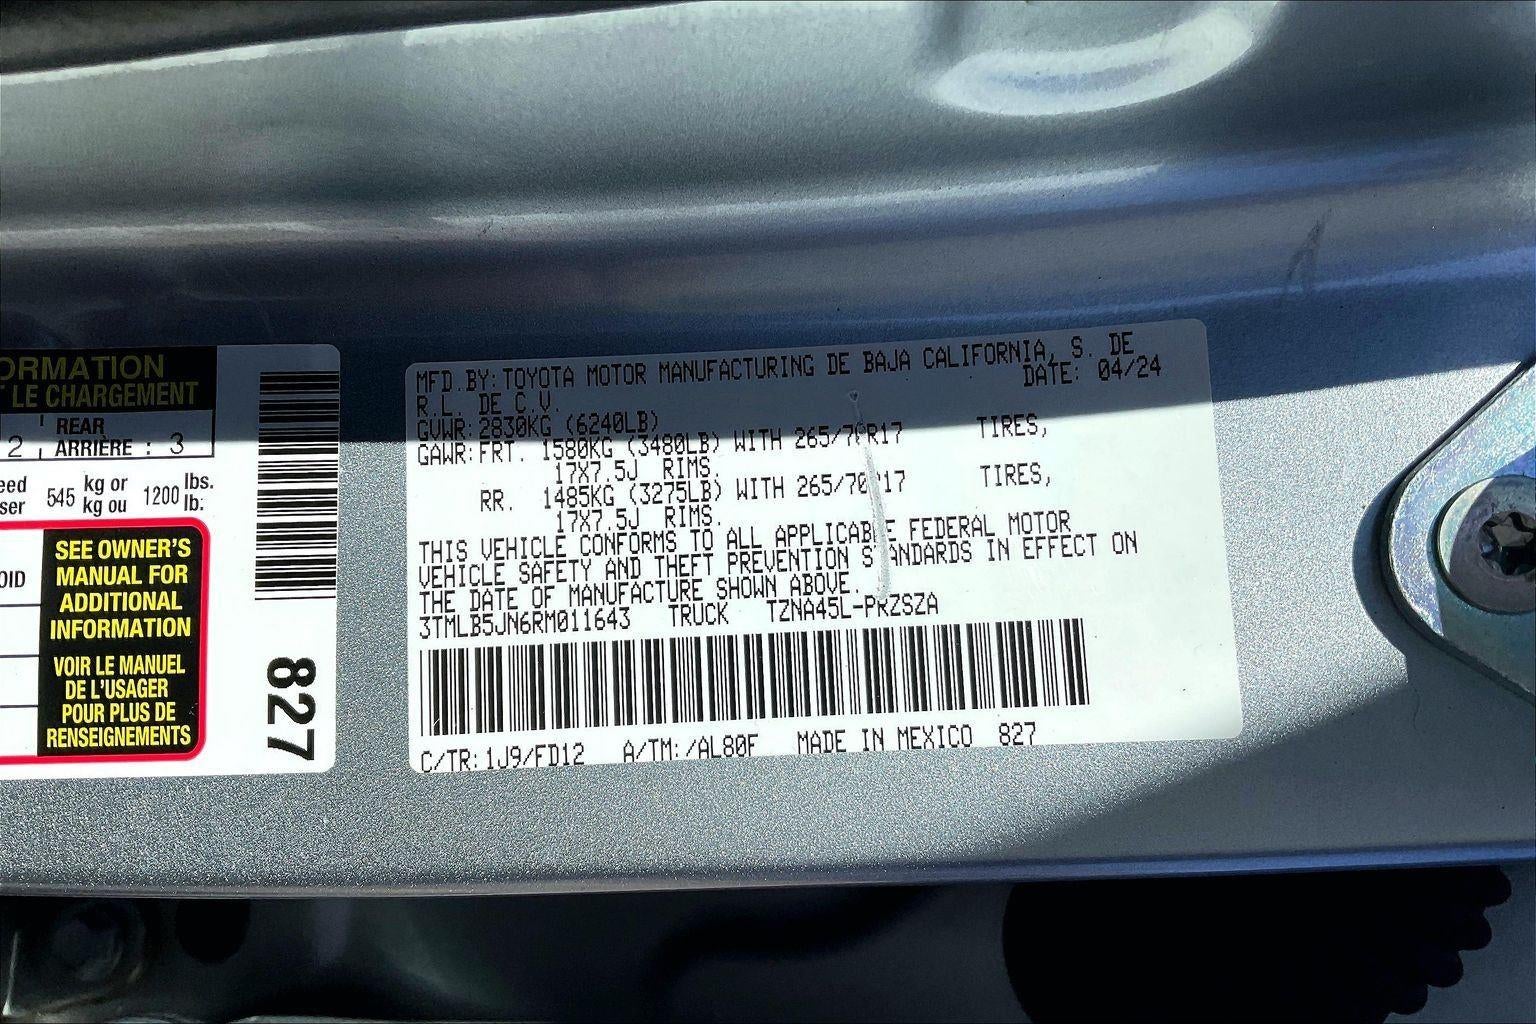 ORMATION
T LE CHARGEMENT
2 REAR ARRIÈRE : 3
eed ser 545 kg or kg ou 1200 lbs. lb.
OID
SEE OWNER'S
MANUAL FOR
ADDITIONAL
INFORMATION
VOIR LE MANUEL
DE L'USAGER
POUR PLUS DE
RENSEIGNEMENTS
827
MFD.BY:TOYOTA MOTOR MANUFACTURING DE BAJA CALIFORNIA, S. DE
R.L. DE C.V. DATE: 04/24
GVWR:2830KG (6240LB)
GAWR:FRT. 1580KG (3480LB) WITH 265/70R17 TIRES,
17X7.5J RIMS.
RR. 1485KG (3275LB) WITH 265/70R17 TIRES,
17X7.5J RIMS.
THIS VEHICLE CONFORMS TO ALL APPLICABLE FEDERAL MOTOR
VEHICLE SAFETY AND THEFT PREVENTION STANDARDS IN EFFECT ON
THE DATE OF MANUFACTURE SHOWN ABOVE.
3TMLB5JN6RM011643 TRUCK TZNA45L-PRZSZA
C/TR:1J9/FD12 A/TM:/AL80F MADE IN MEXICO 827